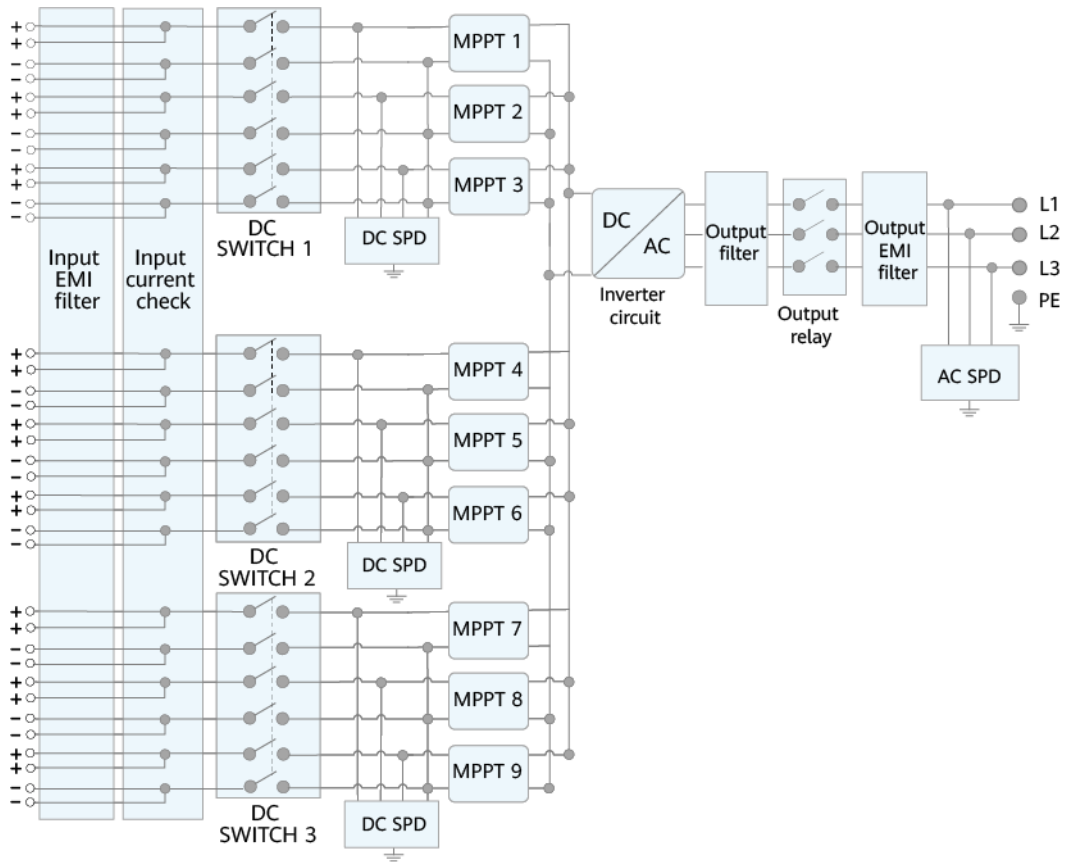 +
+
−
−
+
+
−
−
+
+
−
−
Input
EMI
filter
Input
current
check
DC
SWITCH 1
MPPT 1
MPPT 2
MPPT 3
DC SPD
+
+
−
−
+
+
−
−
+
+
−
−
DC
SWITCH 2
MPPT 4
MPPT 5
MPPT 6
DC SPD
+
+
−
−
+
+
−
−
+
+
−
−
DC
SWITCH 3
MPPT 7
MPPT 8
MPPT 9
DC SPD
DC
AC
Inverter
circuit
Output
filter
Output
relay
Output
EMI
filter
L1
L2
L3
PE
AC SPD